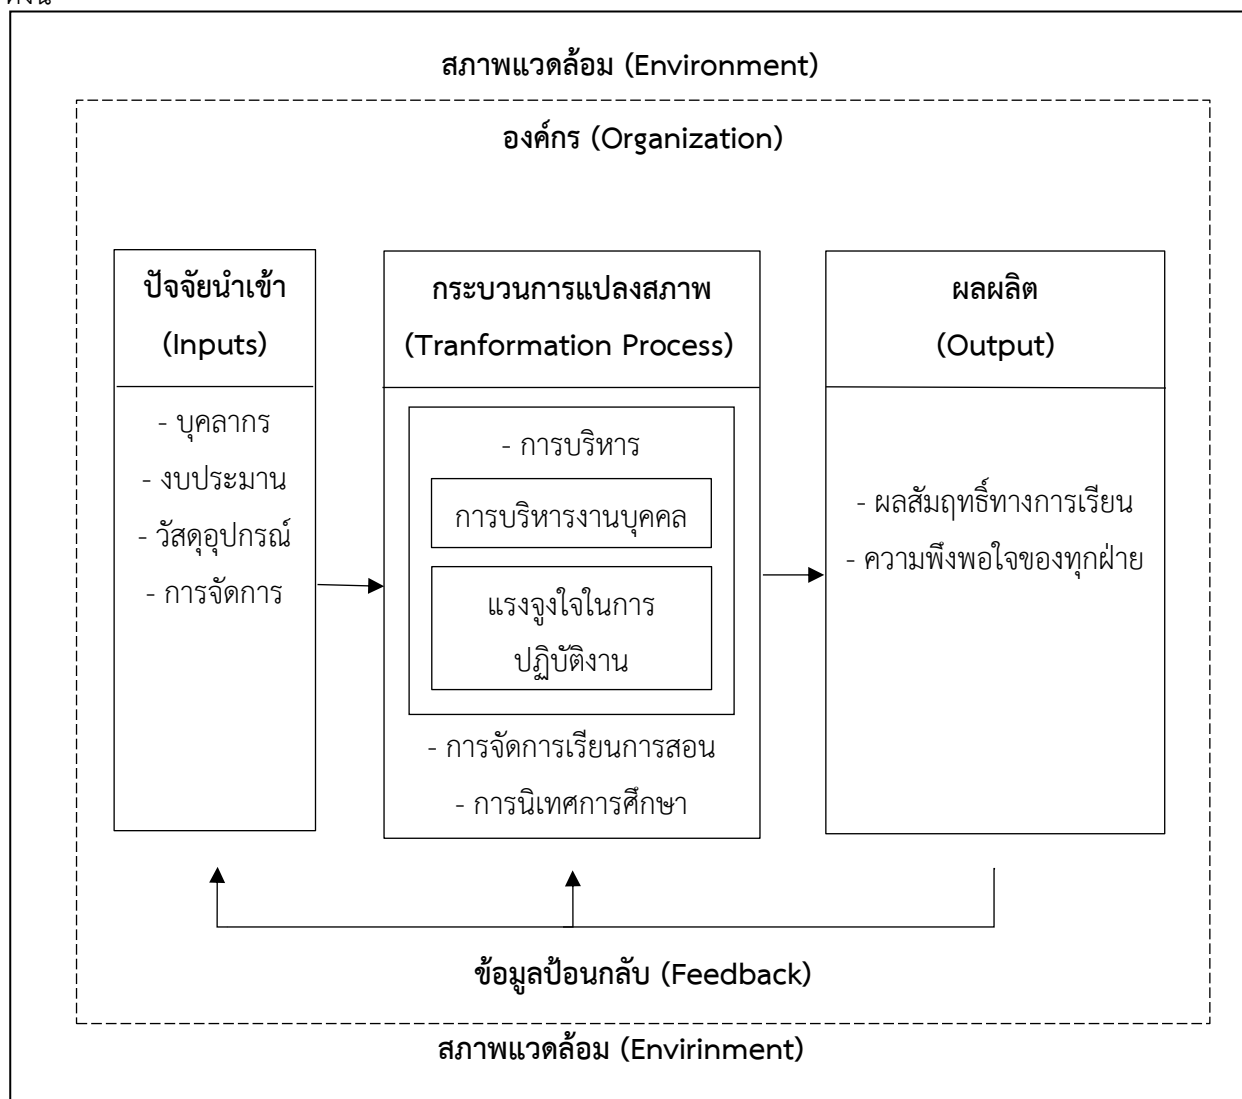 สภาพแวดล้อม (Environment)
องค์กร (Organization)
ปัจจัยนำเข้า
(Inputs)
- บุคลากร
- งบประมาน
- วัสดุอุปกรณ์
- การจัดการ
กระบวนการแปลงสภาพ
(Tranformation Process)
- การบริหาร
การบริหารงานบุคคล
แรงจูงใจในการ
ปฏิบัติงาน
- การจัดการเรียนการสอน
- การนิเทศการศึกษา
ผลผลิต
(Output)
- ผลสัมฤทธิ์ทางการเรียน
- ความพึงพอใจของทุกฝ่าย
ข้อมูลป้อนกลับ (Feedback)
สภาพแวดล้อม (Envirinment)